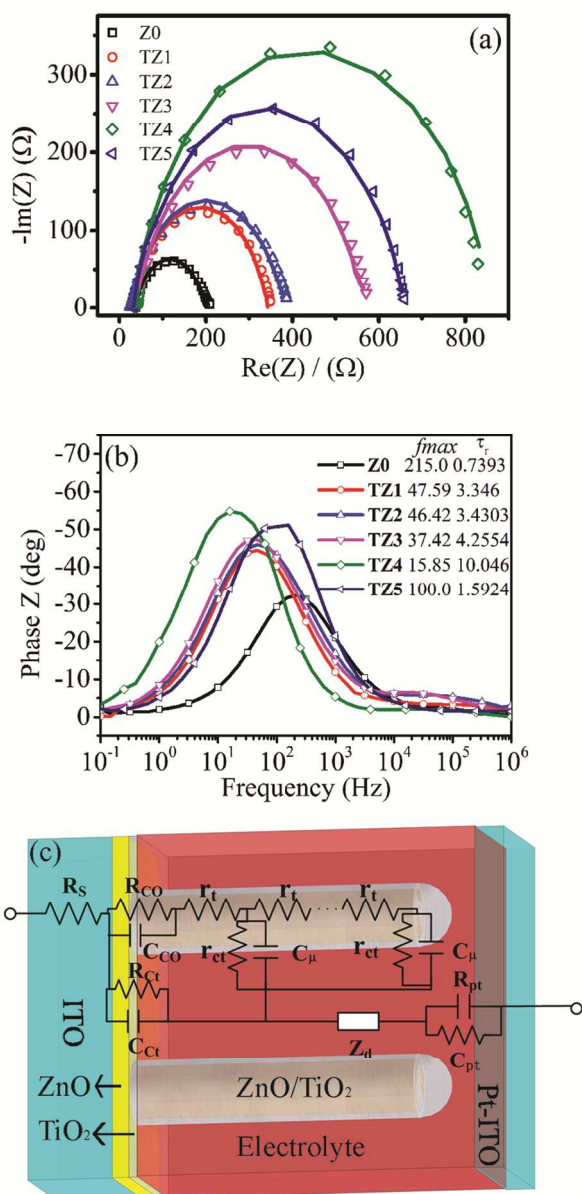 (a)
Z0
TZ1
TZ2
TZ3
TZ4
TZ5
300
200
100
0
-Im(Z) (Ω)
0 200 400 600 800
Re(Z) / (Ω)
(b)
fmax τr
Z0 215.0 0.7393
TZ1 47.59 3.346
TZ2 46.42 3.4303
TZ3 37.42 4.2554
TZ4 15.85 10.046
TZ5 100.0 1.5924
-70
-60
-50
-40
-30
-20
-10
0
Phase Z (deg)
10-1 100 101 102 103 104 105 106
Frequency (Hz)
(c)
RS RCO rt rt rt
CCO rct Cμ rct Cμ
RCt Rpt
CCt Zd Cpt
ITO
ZnO
TiO2
ZnO/TiO2
Electrolyte
Pt-ITO